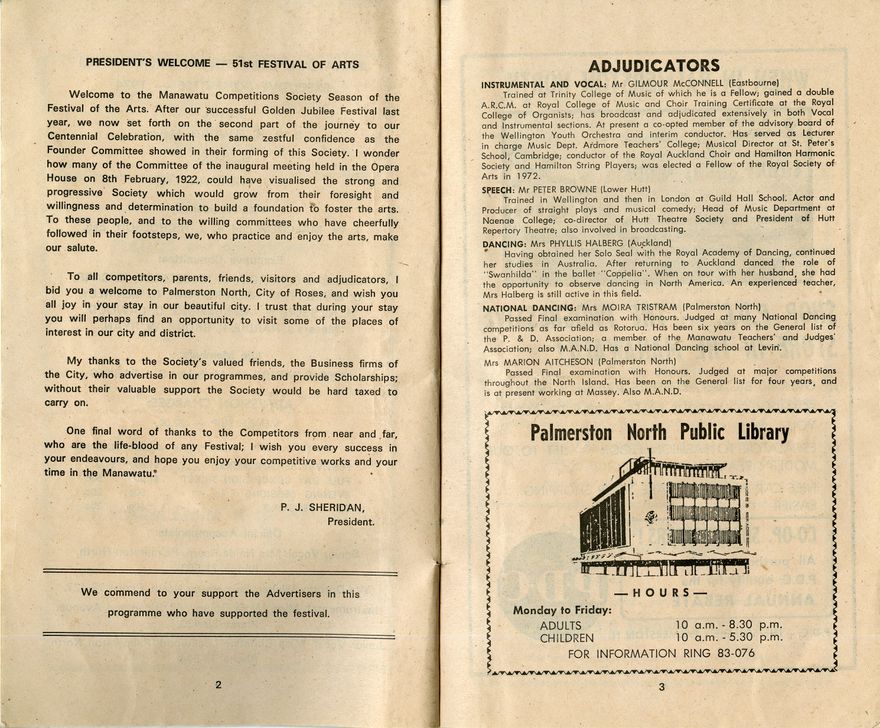 PRESIDENT'S WELCOME — 51st FESTIVAL OF ARTS
Welcome to the Manawatu Competitions Society Season of the
Festival of the Arts. After our successful Golden Jubilee Festival last
year, we now set forth on the second part of the journey to our
Centennial Celebration, with the same zestful confidence as the
Founder Committee showed in their forming of this Society. I wonder
how many of the Committee of the inaugural meeting held in the Opera
House on 8th February, 1922, could have visualised the strong and
progressive Society which would grow from their foresight and
willingness and determination to build a foundation to foster the arts.
To these people, and to the willing committees who have cheerfully
followed in their footsteps, we, who practice and enjoy the arts, make
our salute.
To all competitors, parents, friends, visitors and adjudicators, I
bid you a welcome to Palmerston North, City of Roses, and wish you
all joy in your stay in our beautiful city. I trust that during your stay
you will perhaps find an opportunity to visit some of the places of
interest in our city and district.
My thanks to the Society's valued friends, the Business firms of
the City, who advertise in our programmes, and provide Scholarships;
without their valuable support the Society would be hard taxed to
carry on.
One final word of thanks to the Competitors from near and far,
who are the life-blood of any Festival; I wish you every success in
your endeavours, and hope you enjoy your competitive works and your
time in the Manawatu."
P. J. SHERIDAN,
President.
We commend to your support the Advertisers in this
programme who have supported the festival.
2
ADJUDICATORS
INSTRUMENTAL AND VOCAL: Mr GILMOUR McCONNELL (Eastbourne)
Trained at Trinity College of Music of which he is a Fellow; gained a double
A.R.C.M. at Royal College of Music and Choir Training Certificate at the Royal
College of Organists; has broadcast and adjudicated extensively in both Vocal
and Instrumental sections. At present a co-opted member of the advisory board of
the Wellington Youth Orchestra and interim conductor. Has served as Lecturer
in charge Music Dept. Ardmore Teachers' College; Musical Director at St. Peter's
School, Cambridge; conductor of the Royal Auckland Choir and Hamilton Harmonic
Society and Hamilton String Players; was elected a Fellow of the Royal Society of
Arts in 1972.
SPEECH: Mr PETER BROWNE (Lower Hutt)
Trained in Wellington and then in London at Guild Hall School. Actor and
Producer of straight plays and musical comedy; Head of Music Department at
Naenae College; co-director of Hutt Theatre Society and President of Hutt
Repertory Theatre; also involved in broadcasting.
DANCING: Mrs PHYLLIS HALBERG (Auckland)
Having obtained her Solo Seal with the Royal Academy of Dancing, continued
her studies in Australia. After returning to Auckland danced the role of
"Swanhilda" in the ballet "Coppelia". When on tour with her husband, she had
the opportunity to observe dancing in North America. An experienced teacher,
Mrs Halberg is still active in this field.
NATIONAL DANCING: Mrs MOIRA TRISTRAM (Palmerston North)
Passed Final examination with Honours. Judged at many National Dancing
competitions as far afield as Rotorua. Has been six years on the General list of
the P. & D. Association; a member of the Manawatu Teachers' and Judges'
Association; also M.A.N.D. Has a National Dancing school at Levin.
Mrs MARION AITCHESON (Palmerston North)
Passed Final examination with Honours. Judged at major competitions
throughout the North Island. Has been on the General list for four years, and
is at present working at Massey. Also M.A.N.D.
Palmerston North Public Library
— HOURS —
Monday to Friday:
ADULTS 10 a.m. - 8.30 p.m.
CHILDREN 10 a.m. - 5.30 p.m.
FOR INFORMATION RING 83-076
3